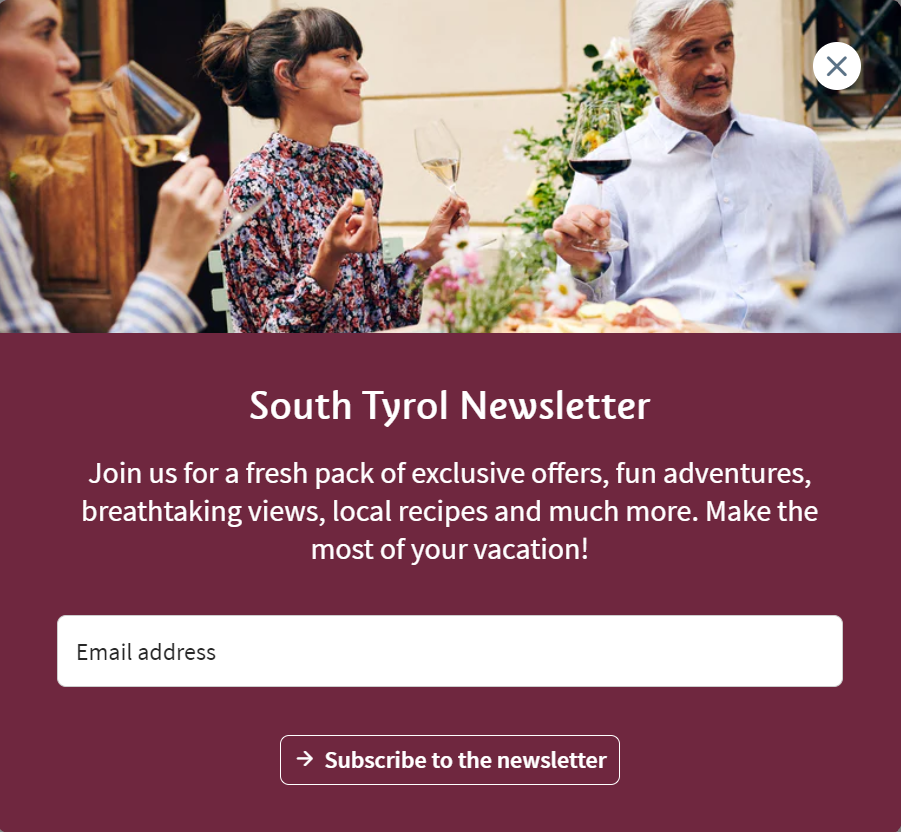 South Tyrol Newsletter
Join us for a fresh pack of exclusive offers, fun adventures,
breathtaking views, local recipes and much more. Make the
most of your vacation!
Email address
Subscribe to the newsletter